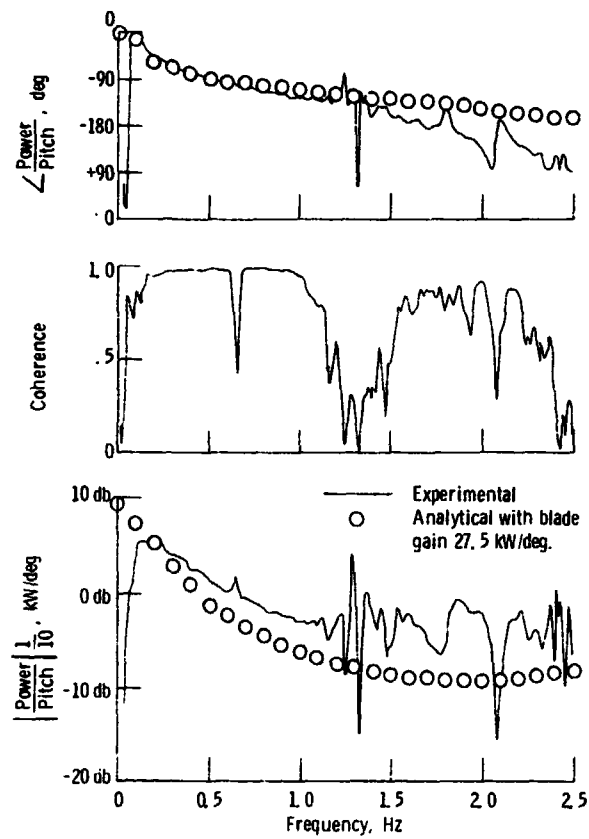 0
-90
-180
+90
0
∠ Power/Pitch, deg
1.0
.5
0
Coherence
10 db
0 db
-10 db
-20 db
|Power/Pitch| 1/10, kW/deg
Experimental
Analytical with blade
gain 27.5 kW/deg.
0
0.5
1.0
1.5
2.0
2.5
Frequency, Hz